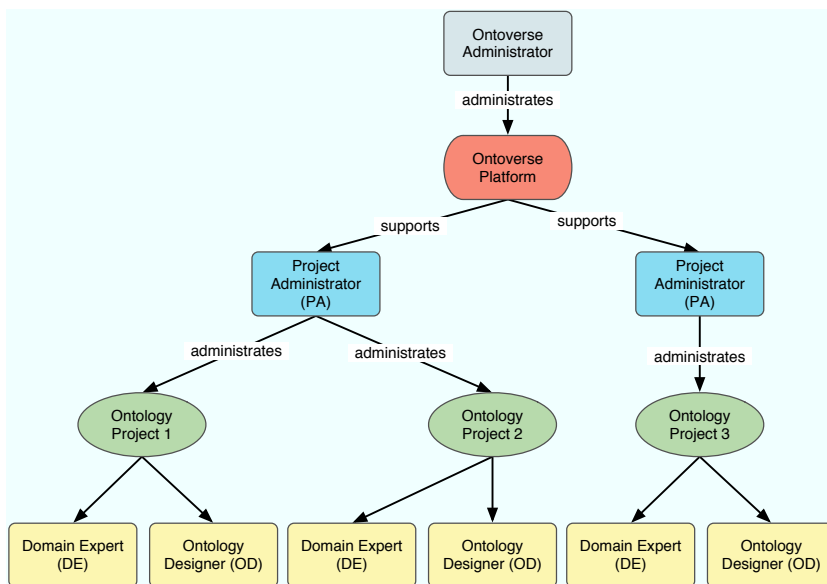 Ontoverse
Administrator
administrates
Ontoverse
Platform
supports
supports
Project
Administrator
(PA)
Project
Administrator
(PA)
administrates
administrates
administrates
Ontology
Project 1
Ontology
Project 2
Ontology
Project 3
Domain Expert
(DE)
Ontology
Designer (OD)
Domain Expert
(DE)
Ontology
Designer (OD)
Domain Expert
(DE)
Ontology
Designer (OD)